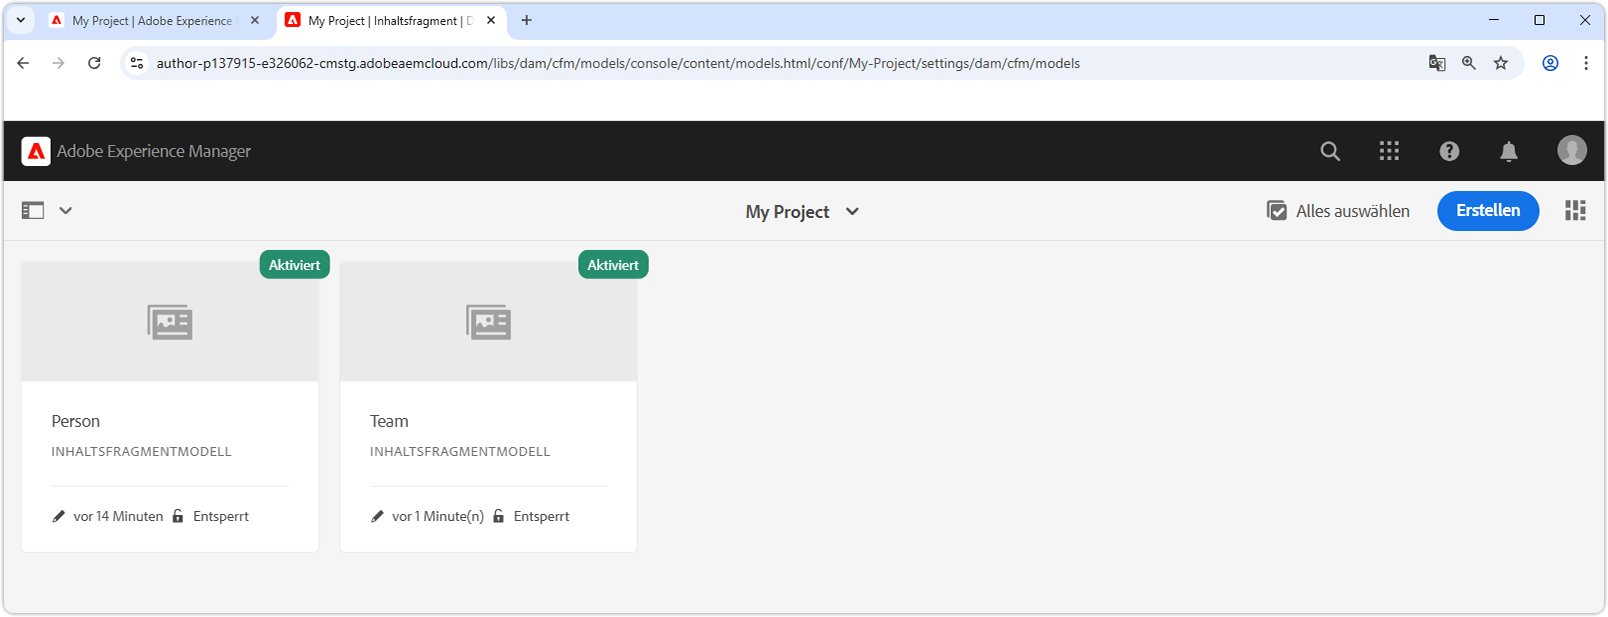 My Project | Adobe Experience
My Project | Inhaltsfragment | D
author-p137915-e326062-cmstg.adobeaemcloud.com/libs/dam/cfm/models/console/content/models.html/conf/My-Project/settings/dam/cfm/models
Adobe Experience Manager
My Project
Alles auswählen
Erstellen
Aktiviert
Aktiviert
Person
INHALTSFRAGMENTMODELL
vor 14 Minuten Entsperrt
Team
INHALTSFRAGMENTMODELL
vor 1 Minute(n) Entsperrt